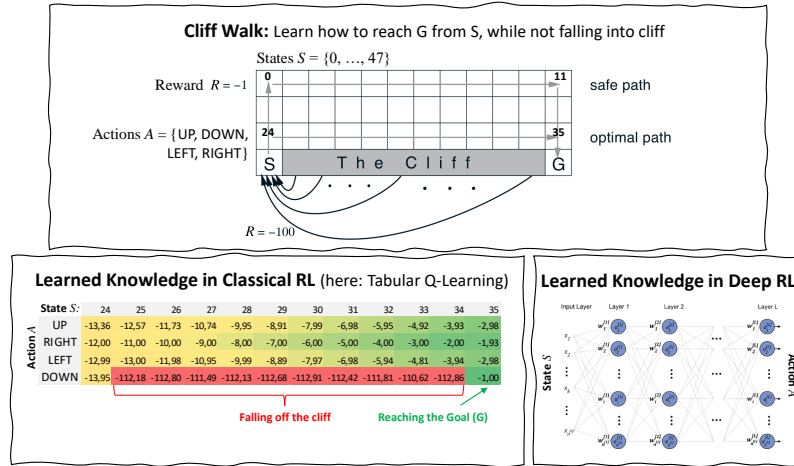 Cliff Walk: Learn how to reach G from S, while not falling into cliff
States S = {0, …, 47}
Reward R = −1
0
11
safe path
Actions A = {UP, DOWN,
LEFT, RIGHT}
24
35
optimal path
S
The Cliff
G
. . .
. . .
R = −100
Learned Knowledge in Classical RL (here: Tabular Q-Learning)
State S: 24 25 26 27 28 29 30 31 32 33 34 35
Action A
UP -13,36 -12,57 -11,73 -10,74 -9,95 -8,91 -7,99 -6,98 -5,95 -4,92 -3,93 -2,98
RIGHT -12,00 -11,00 -10,00 -9,00 -8,00 -7,00 -6,00 -5,00 -4,00 -3,00 -2,00 -1,93
LEFT -12,99 -13,00 -11,98 -10,95 -9,99 -8,89 -7,97 -6,98 -5,94 -4,81 -3,94 -2,98
DOWN -13,95 -112,18 -112,80 -111,49 -112,13 -112,68 -112,91 -112,42 -111,81 -110,62 -112,86 -1,00
Falling off the cliff
Reaching the Goal (G)
Learned Knowledge in Deep RL
Input Layer Layer 1 Layer 2 Layer L
State S
Action A